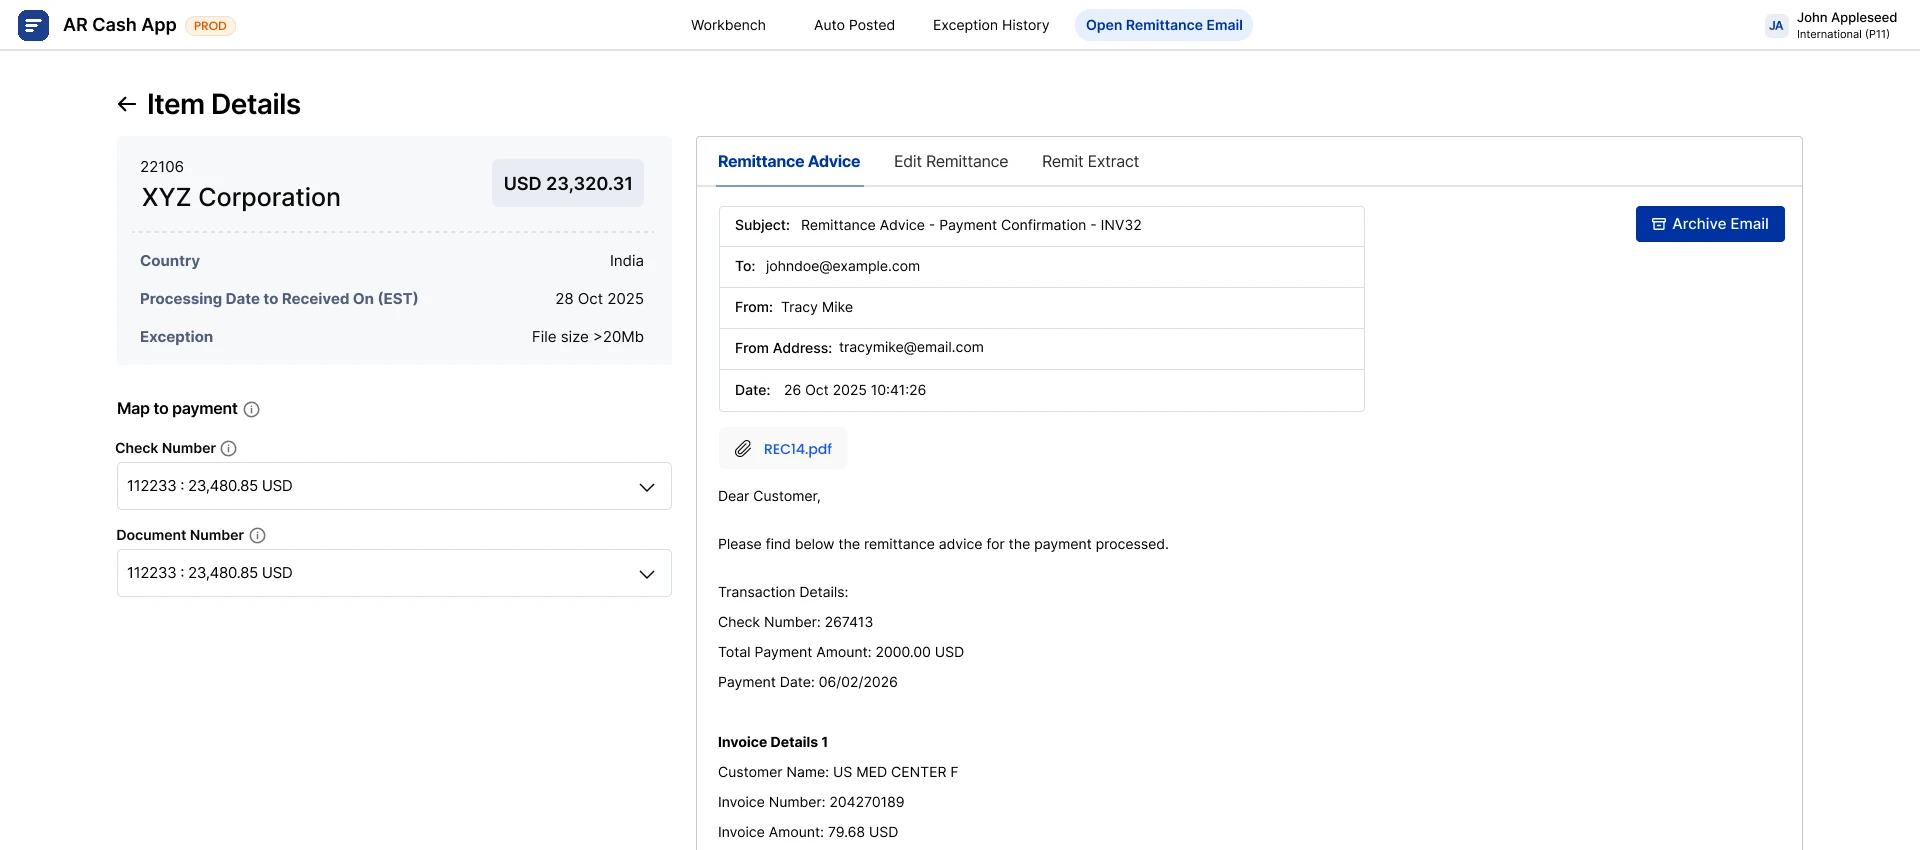 AR Cash App PROD
Workbench Auto Posted Exception History Open Remittance Email
JA John Appleseed
International (P11)
Item Details
22106
XYZ Corporation
USD 23,320.31
Country India
Processing Date to Received On (EST) 28 Oct 2025
Exception File size >20Mb
Map to payment
Check Number
112233 : 23,480.85 USD
Document Number
112233 : 23,480.85 USD
Remittance Advice Edit Remittance Remit Extract
Archive Email
Subject: Remittance Advice - Payment Confirmation - INV32
To: johndoe@example.com
From: Tracy Mike
From Address: tracymike@email.com
Date: 26 Oct 2025 10:41:26
REC14.pdf
Dear Customer,
Please find below the remittance advice for the payment processed.
Transaction Details:
Check Number: 267413
Total Payment Amount: 2000.00 USD
Payment Date: 06/02/2026
Invoice Details 1
Customer Name: US MED CENTER F
Invoice Number: 204270189
Invoice Amount: 79.68 USD